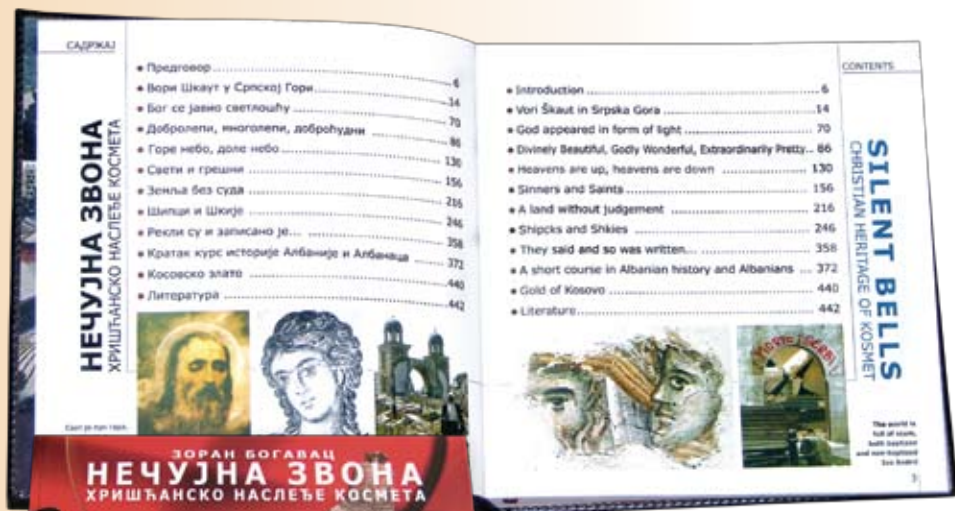 САДРЖАЈ
НЕЧУЈНА ЗВОНА
ХРИШЋАНСКО НАСЛЕЂЕ КОСМЕТА
• Предговор 6
• Вори Шкаут у Српској Гори 14
• Бог се јавио светлошћу 70
• Добролепи, многолепи, доброћудни 86
• Горе небо, доле небо 130
• Свети и грешни 156
• Земља без суда 216
• Шипци и Шкије 246
• Рекли су и записано је... 358
• Кратак курс историје Албаније и Албанаца 372
• Косовско злато 440
• Литература 442
ЗОРАН БОГАВАЦ
НЕЧУЈНА ЗВОНА
ХРИШЋАНСКО НАСЛЕЂЕ КОСМЕТА
CONTENTS
• Introduction 6
• Vori Škaut in Srpska Gora 14
• God appeared in form of light 70
• Divinely Beautiful, Godly Wonderful, Extraordinarily Pretty.. 86
• Heavens are up, heavens are down 130
• Sinners and Saints 156
• A land without judgement 216
• Shipcks and Shkies 246
• They said and so was written... 358
• A short course in Albanian history and Albanians ... 372
• Gold of Kosovo 440
• Literature 442
SILENT BELLS
CHRISTIAN HERITAGE OF KOSMET
The world is
full of
both baptized
and non-baptized
3